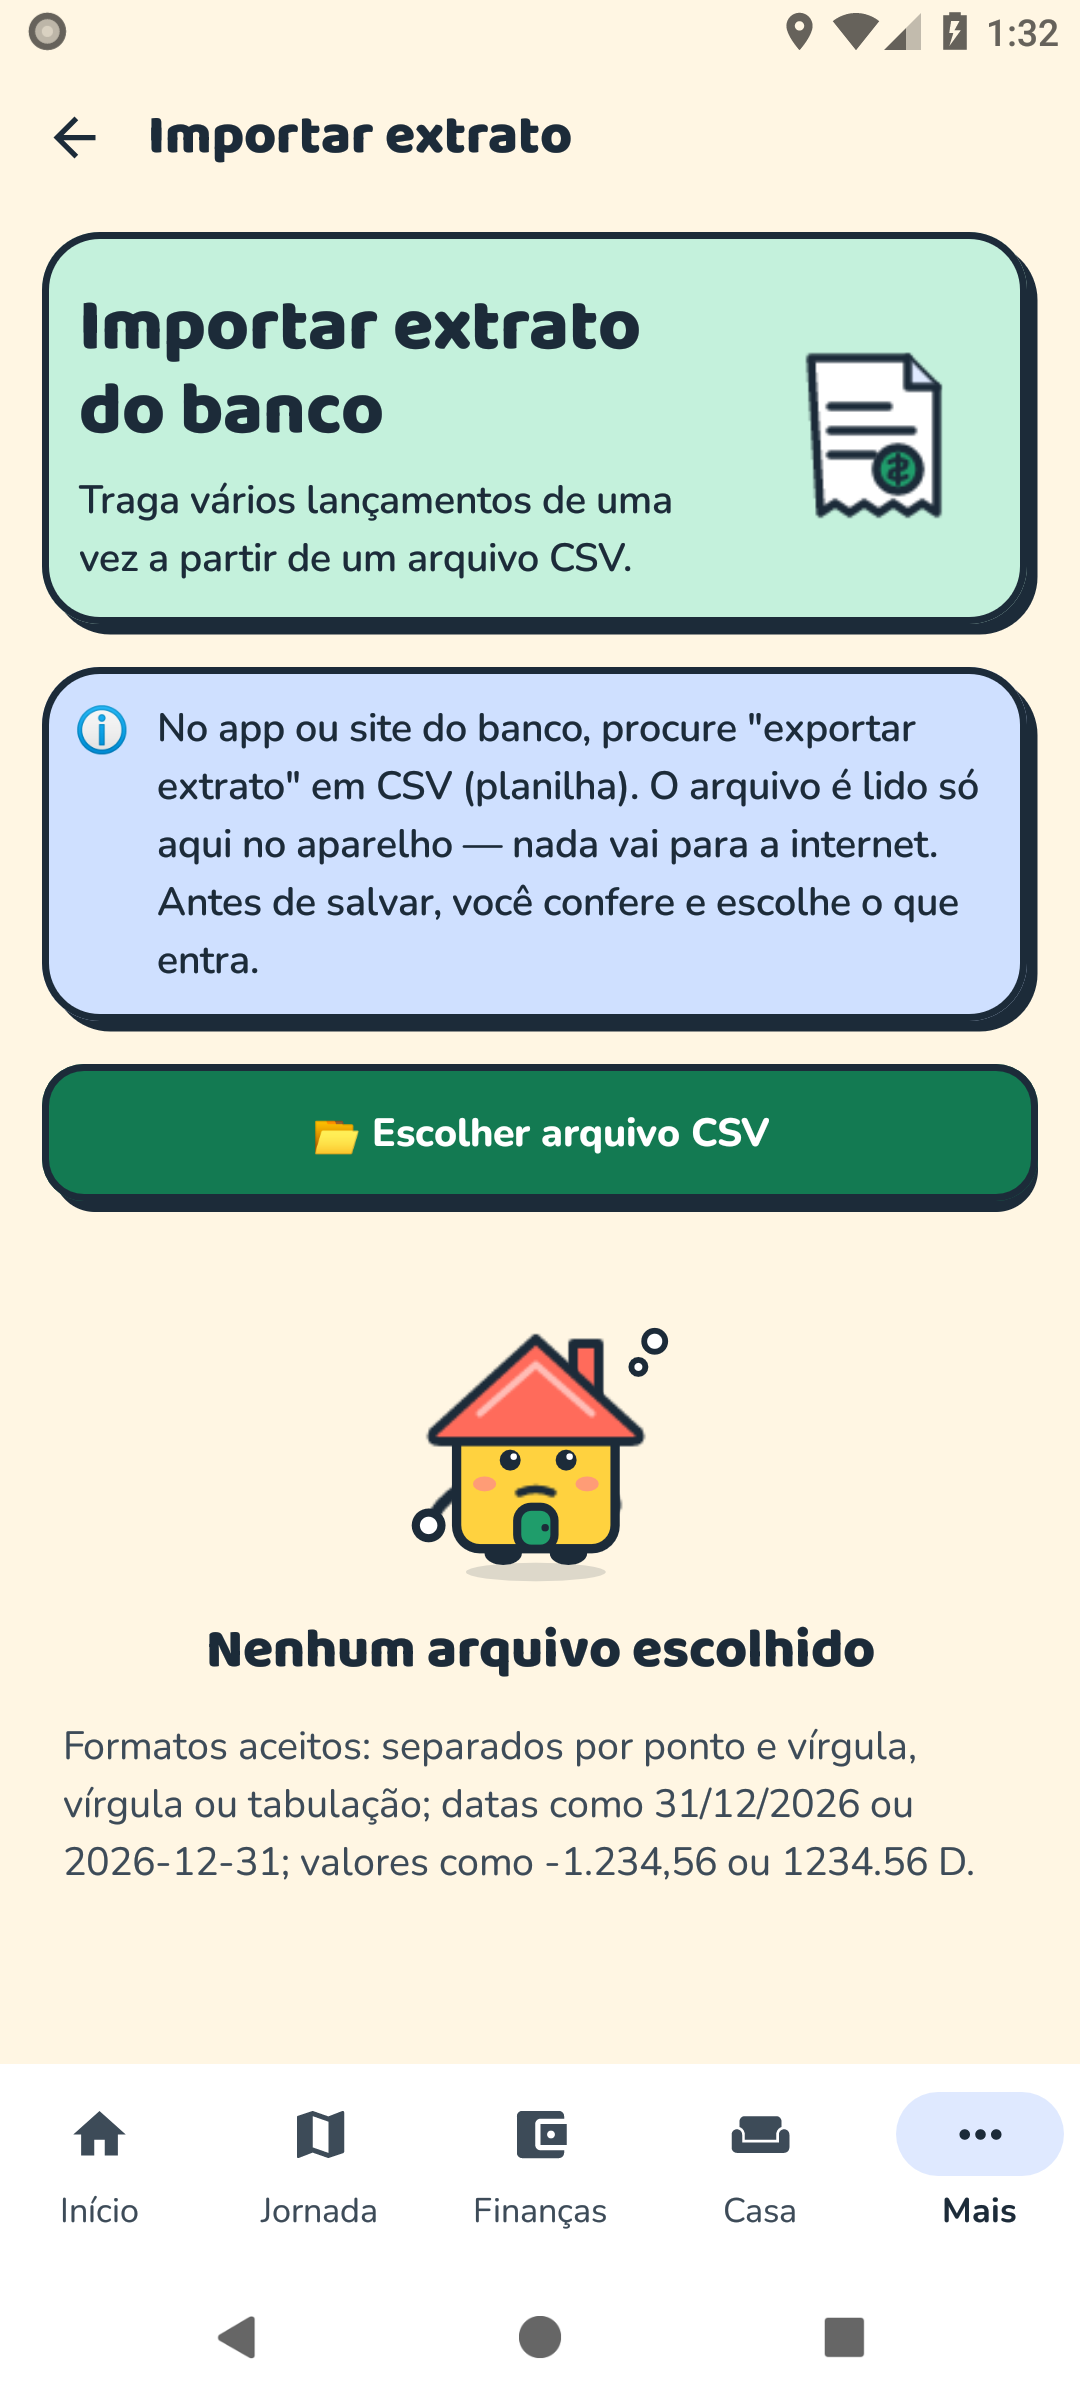 1:32
Importar extrato
Importar extrato
do banco
Traga vários lançamentos de uma
vez a partir de um arquivo CSV.
No app ou site do banco, procure "exportar
extrato" em CSV (planilha). O arquivo é lido só
aqui no aparelho — nada vai para a internet.
Antes de salvar, você confere e escolhe o que
entra.
Escolher arquivo CSV
Nenhum arquivo escolhido
Formatos aceitos: separados por ponto e vírgula,
vírgula ou tabulação; datas como 31/12/2026 ou
2026-12-31; valores como -1.234,56 ou 1234.56 D.
Início
Jornada
Finanças
Casa
Mais